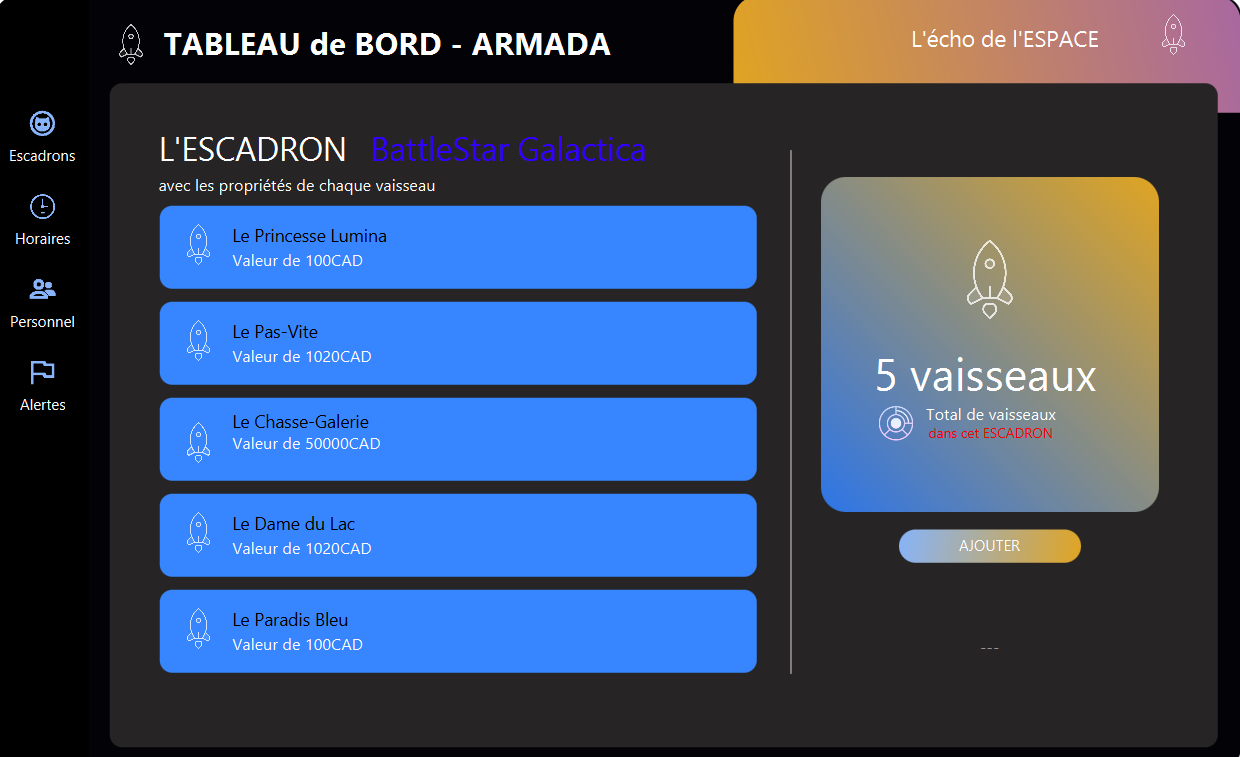 TABLEAU de BORD - ARMADA
L'écho de l'ESPACE
Escadrons
Horaires
Personnel
Alertes
L'ESCADRON BattleStar Galactica
avec les propriétés de chaque vaisseau
Le Princesse Lumina
Valeur de 100CAD
Le Pas-Vite
Valeur de 1020CAD
Le Chasse-Galerie
Valeur de 50000CAD
Le Dame du Lac
Valeur de 1020CAD
Le Paradis Bleu
Valeur de 100CAD
5 vaisseaux
Total de vaisseaux
dans cet ESCADRON
AJOUTER
---